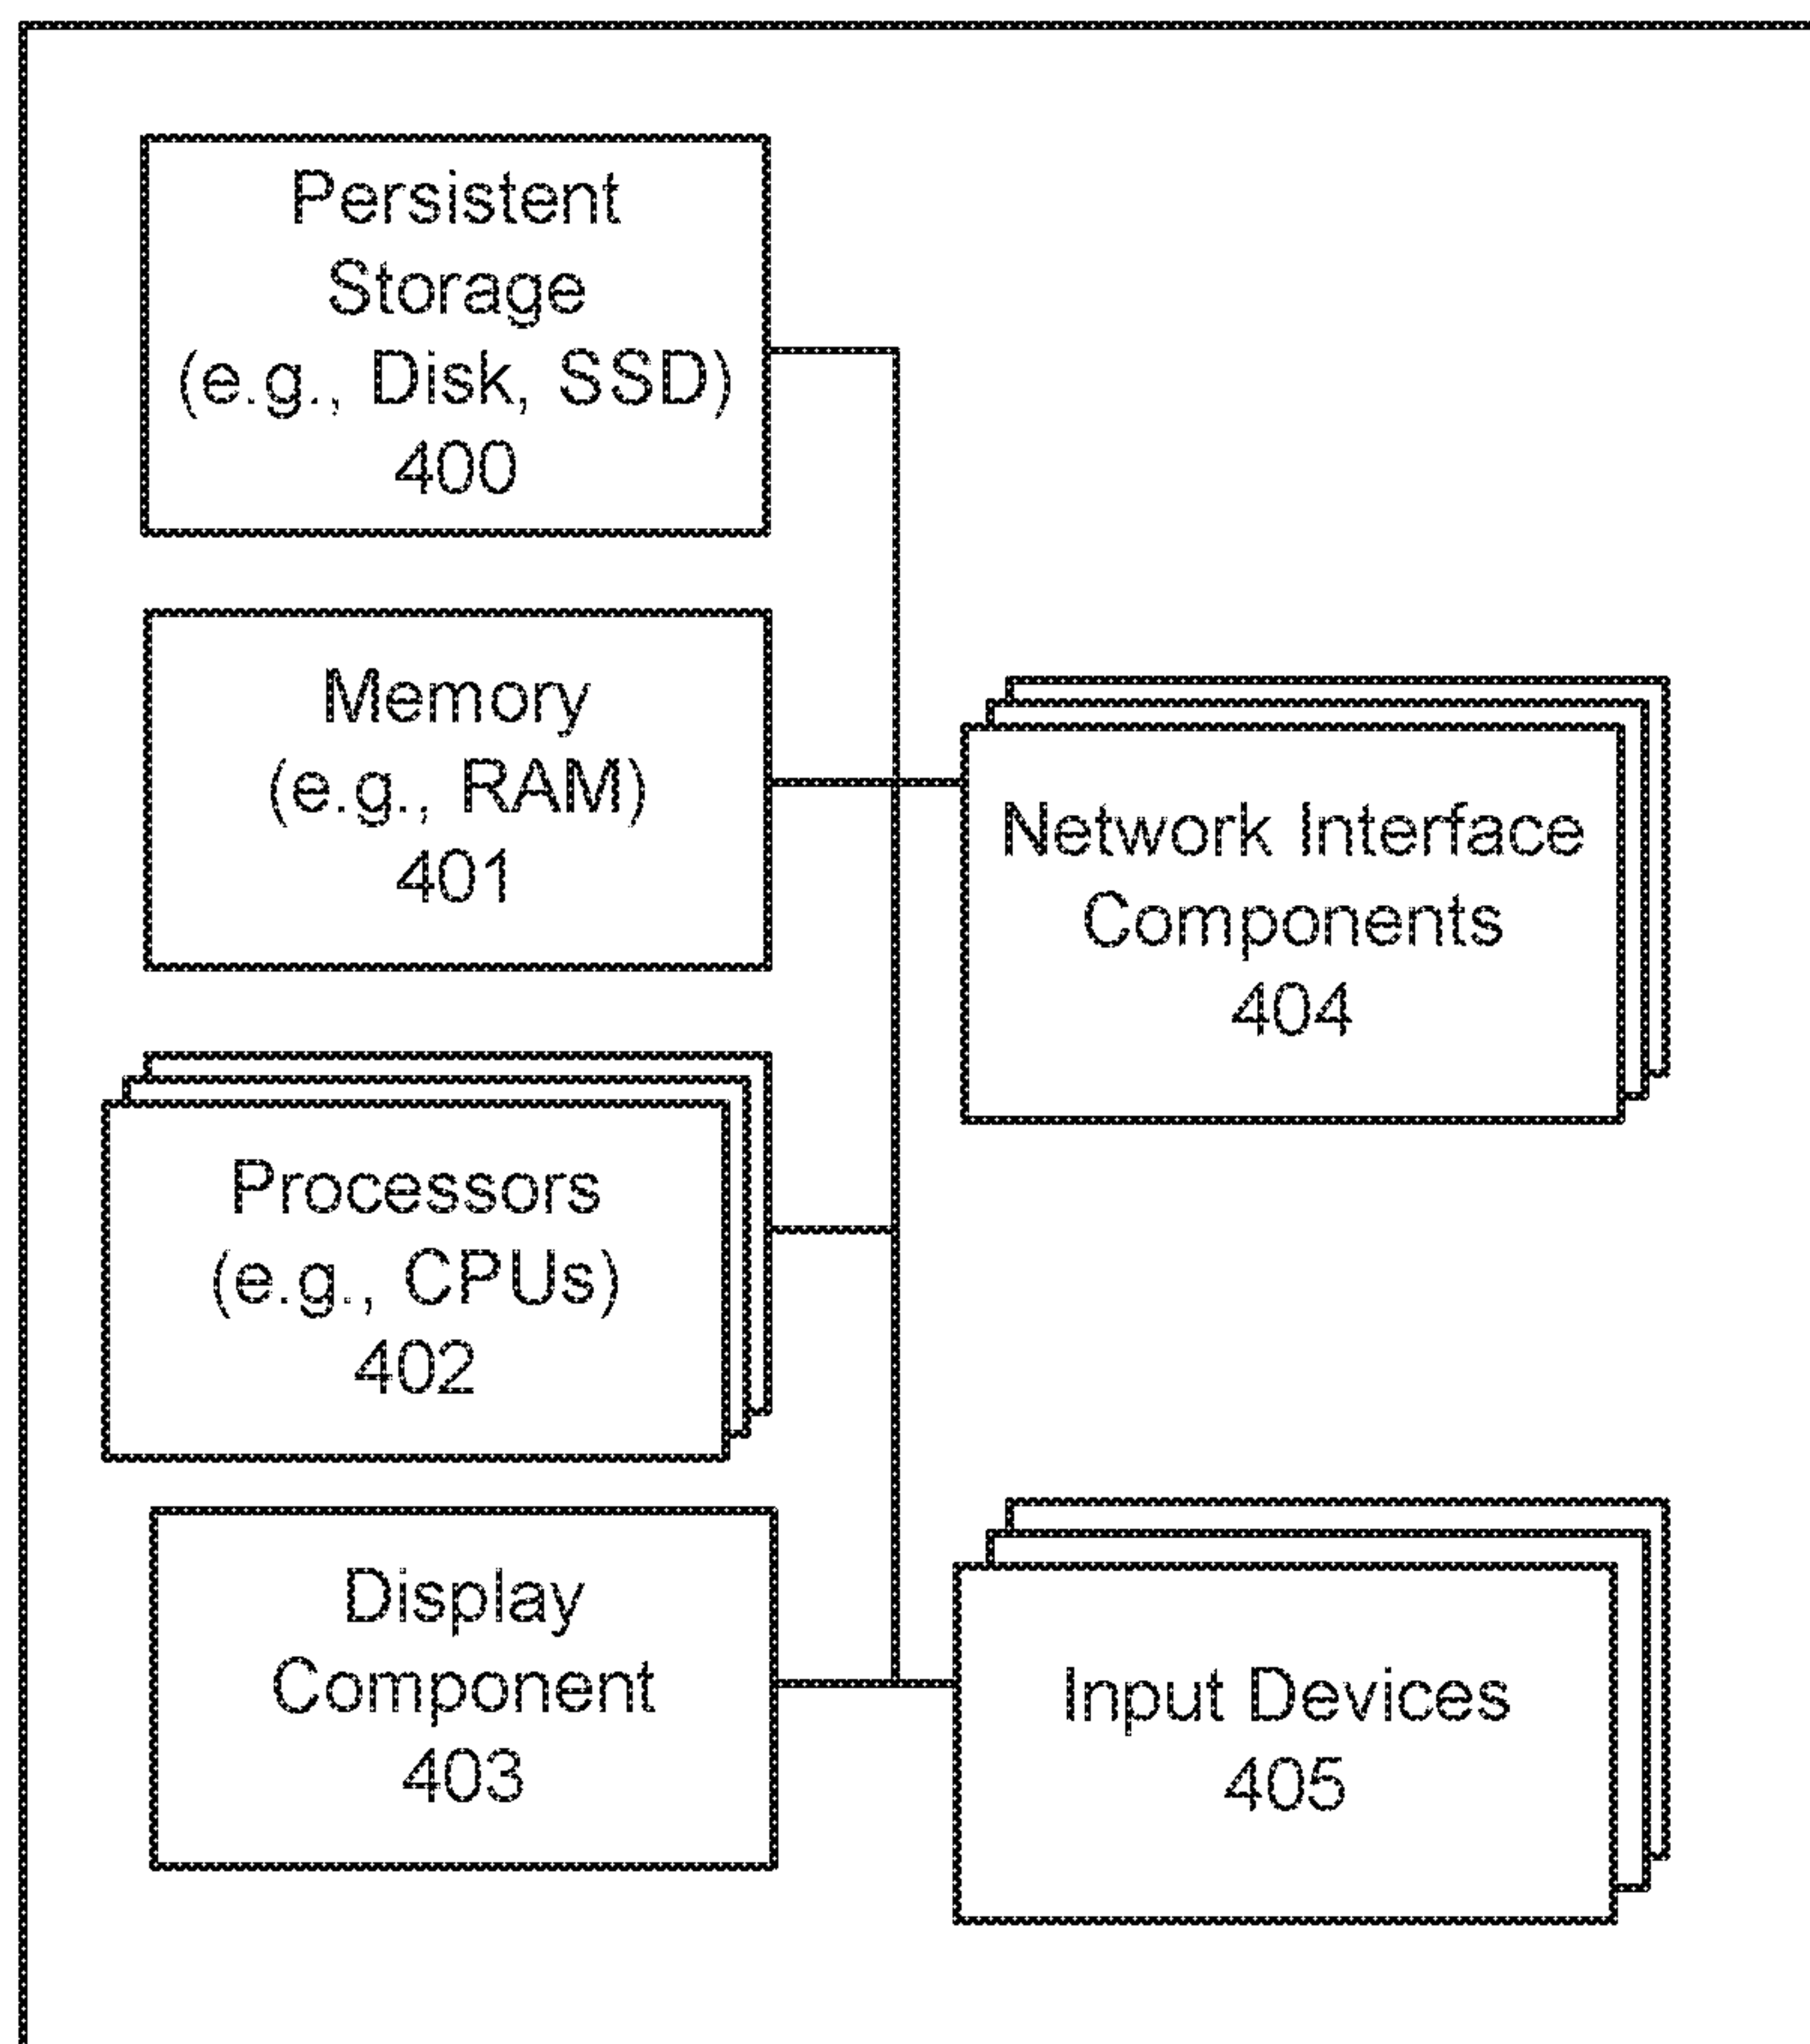 Persistent
Storage
(e.g., Disk, SSD)
400
Memory
(e.g., RAM)
401
Processors
(e.g., CPUs)
402
Display
Component
403
Network Interface
Components
404
Input Devices
405